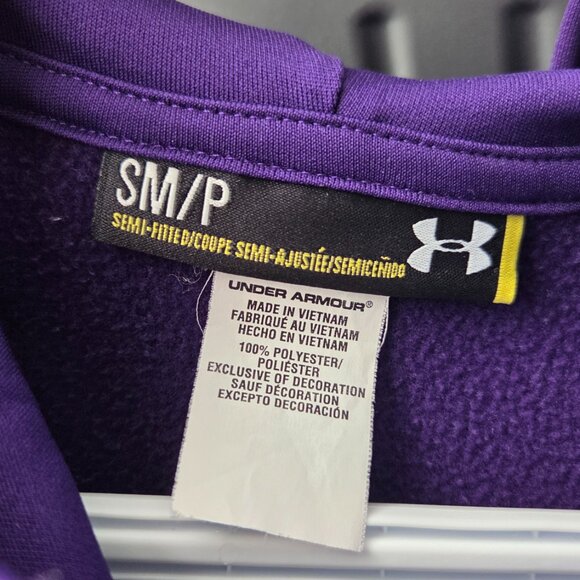 SM/P
SEMI-FITTED/COUPE SEMI-AJUSTÉE/SEMICEÑIDO
UNDER ARMOUR®
MADE IN VIETNAM
FABRIQUÉ AU VIETNAM
HECHO EN VIETNAM
100% POLYESTER/
POLIÉSTER
EXCLUSIVE OF DECORATION
SAUF DÉCORATION
EXCEPTO DECORACIÓN